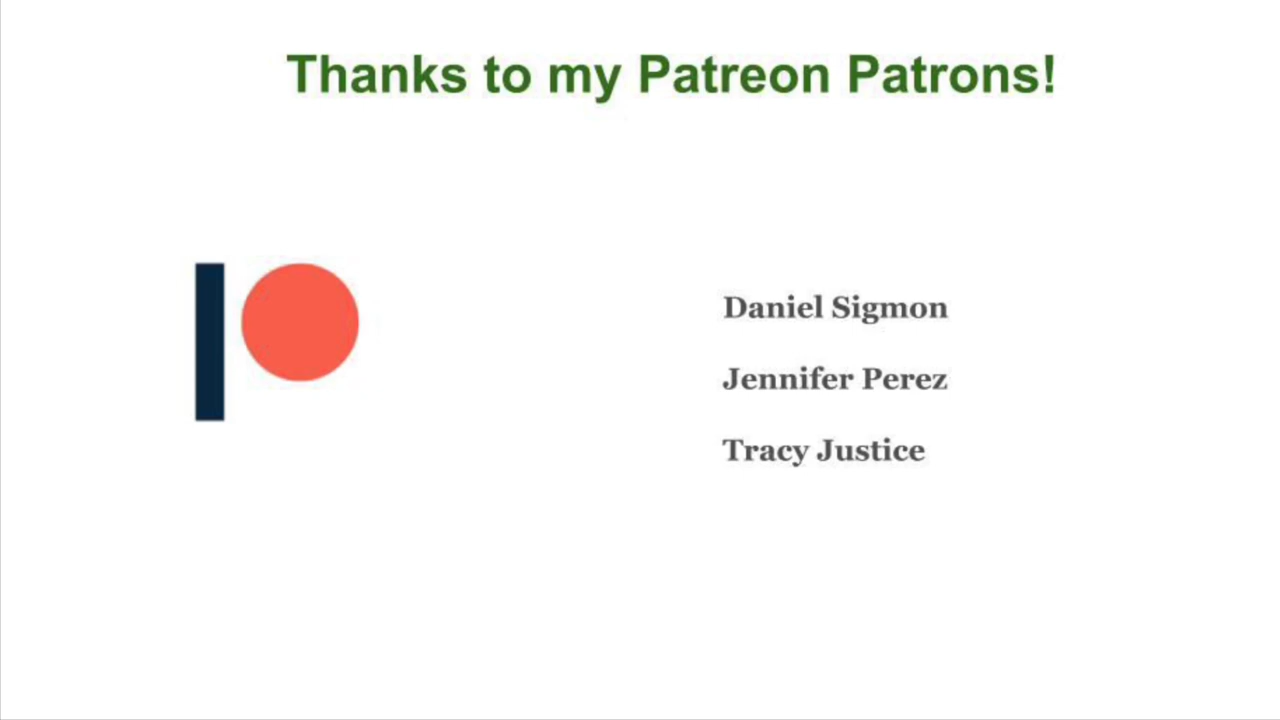 Thanks to my Patreon Patrons!
Daniel Sigmon
Jennifer Perez
Tracy Justice